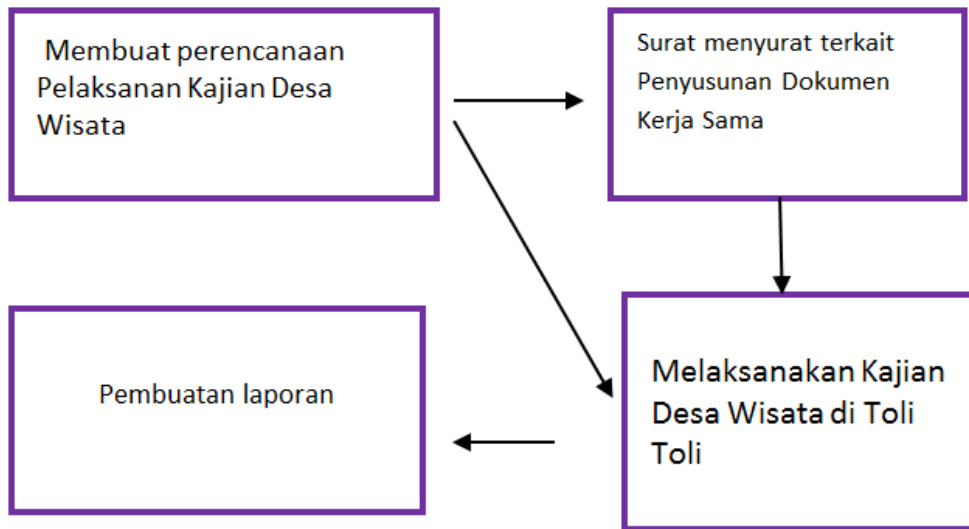 Membuat perencanaan
Pelaksanan Kajian Desa
Wisata
Surat menyurat terkait
Penyusunan Dokumen
Kerja Sama
Melaksanakan Kajian
Desa Wisata di Toli
Toli
Pembuatan laporan